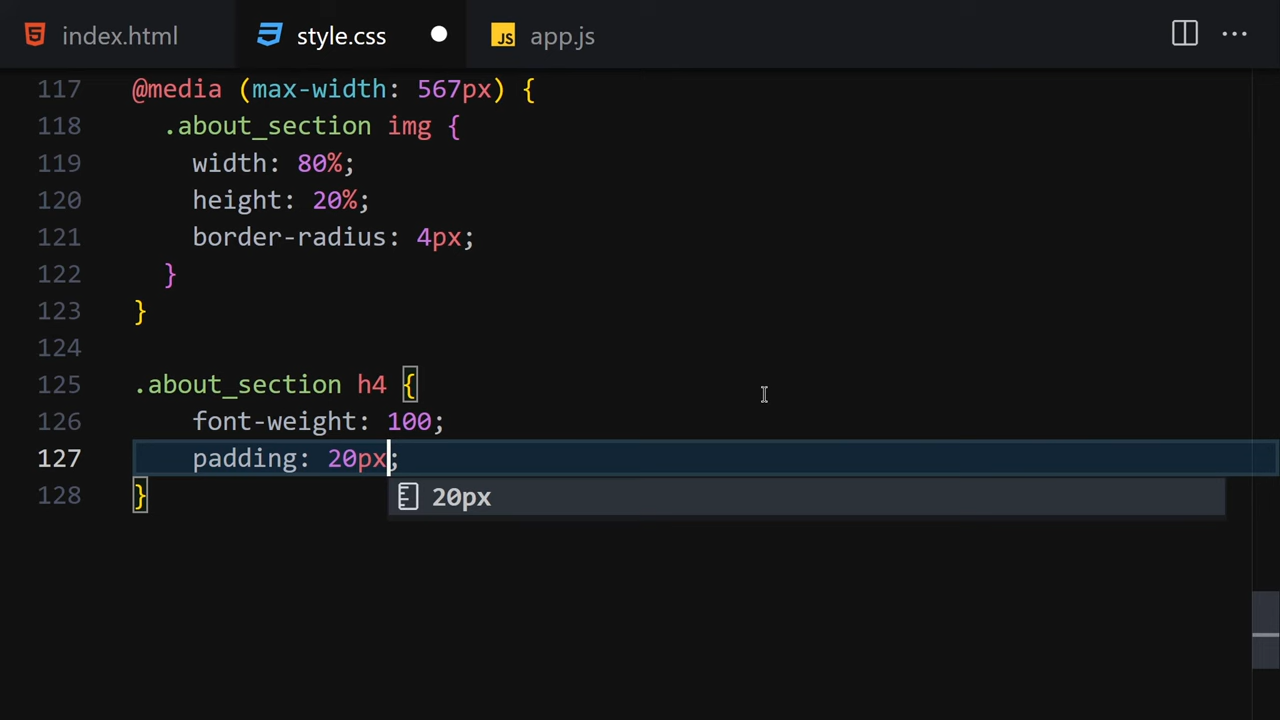 index.html style.css JS app.js
117 @media (max-width: 567px) {
118 .about_section img {
119 width: 80%;
120 height: 20%;
121 border-radius: 4px;
122 }
123 }
124
125 .about_section h4 {
126 font-weight: 100;
127 padding: 20px;
128 }
20px